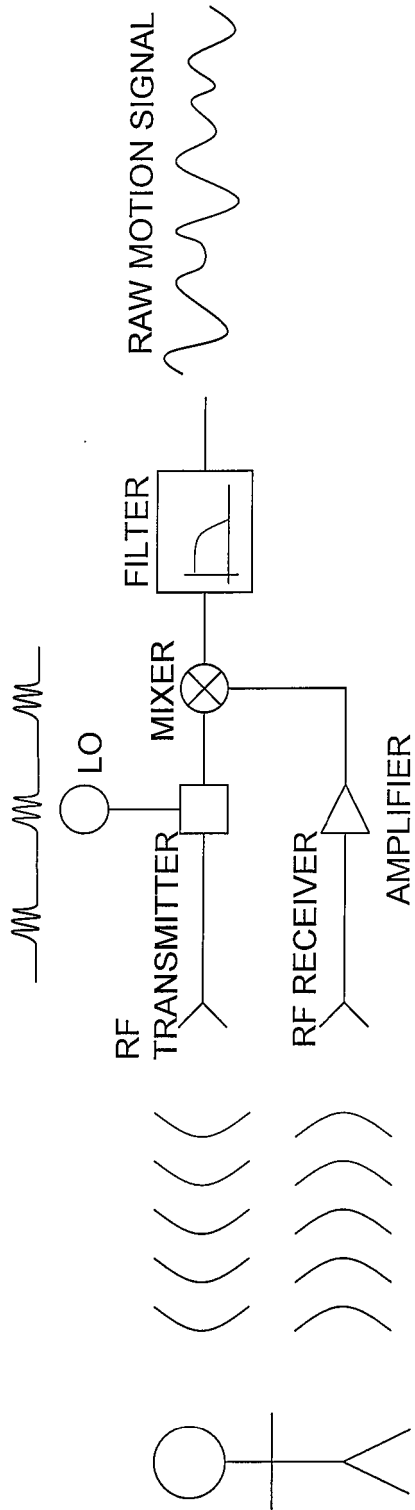 RAW MOTION SIGNAL
FILTER
MIXER
LO
RF
TRANSMITTER
RF RECEIVER
AMPLIFIER